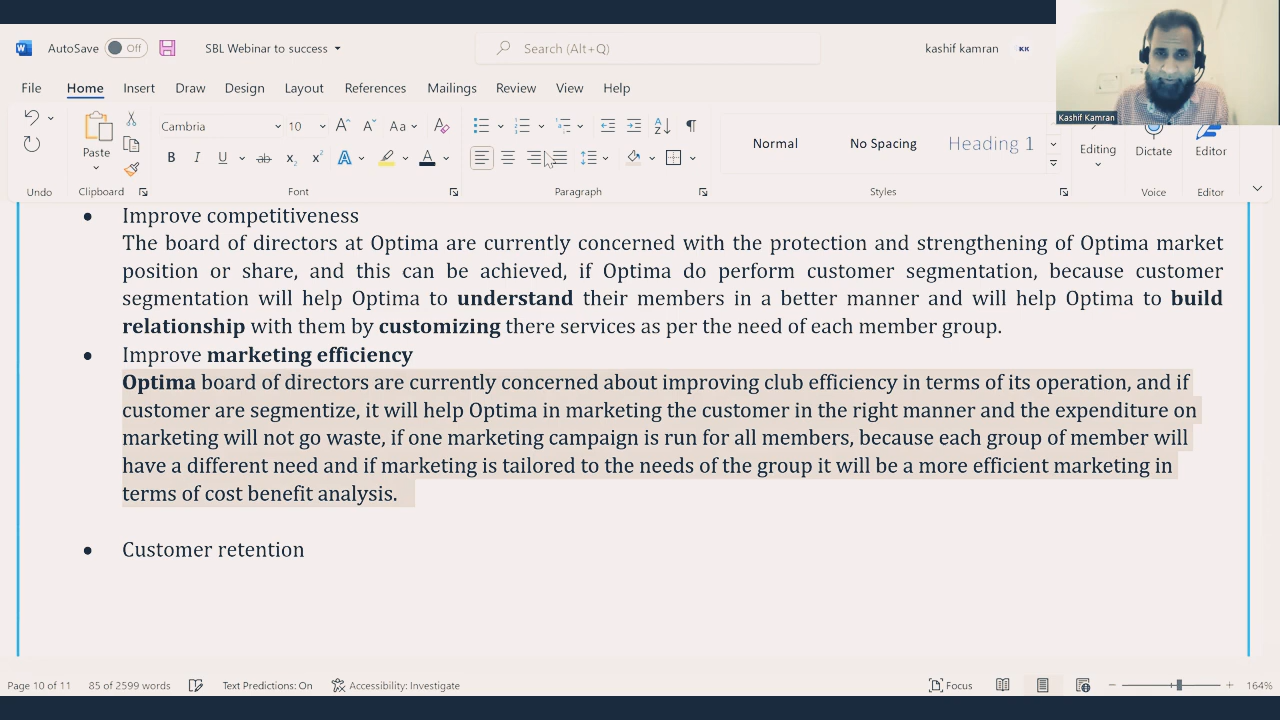 AutoSave Off SBL Webinar to success Search (Alt+Q) kashif kamran KK
Kashif Kamran
File Home Insert Draw Design Layout References Mailings Review View Help
Cambria 10 Aa
Paste Normal No Spacing Heading 1 Editing Dictate Editor
B I U ab x2 x2 A A
Undo Clipboard Font Paragraph Styles Voice Editor
• Improve competitiveness
The board of directors at Optima are currently concerned with the protection and strengthening of Optima market
position or share, and this can be achieved, if Optima do perform customer segmentation, because customer
segmentation will help Optima to understand their members in a better manner and will help Optima to build
relationship with them by customizing there services as per the need of each member group.
• Improve marketing efficiency
Optima board of directors are currently concerned about improving club efficiency in terms of its operation, and if
customer are segmentize, it will help Optima in marketing the customer in the right manner and the expenditure on
marketing will not go waste, if one marketing campaign is run for all members, because each group of member will
have a different need and if marketing is tailored to the needs of the group it will be a more efficient marketing in
terms of cost benefit analysis.
• Customer retention
Page 10 of 11 85 of 2599 words Text Predictions: On Accessibility: Investigate Focus 164%